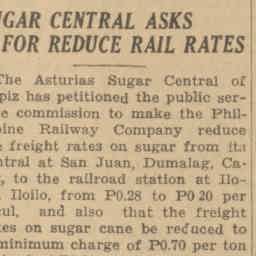 UGAR CENTRAL ASKS
FOR REDUCE RAIL RATES
The Asturias Sugar Central of
piz has petitioned the public ser-
e commission to make the Phil-
pine Railway Company reduce
e freight rates on sugar from its
ntral at San Juan, Dumalag, Ca-
, to the railroad station at Ilo-
Iloilo, from P0.28 to P0 20 per
ul, and also that the freight
es on sugar cane be reduced to
minimum charge of P0.70 per ton